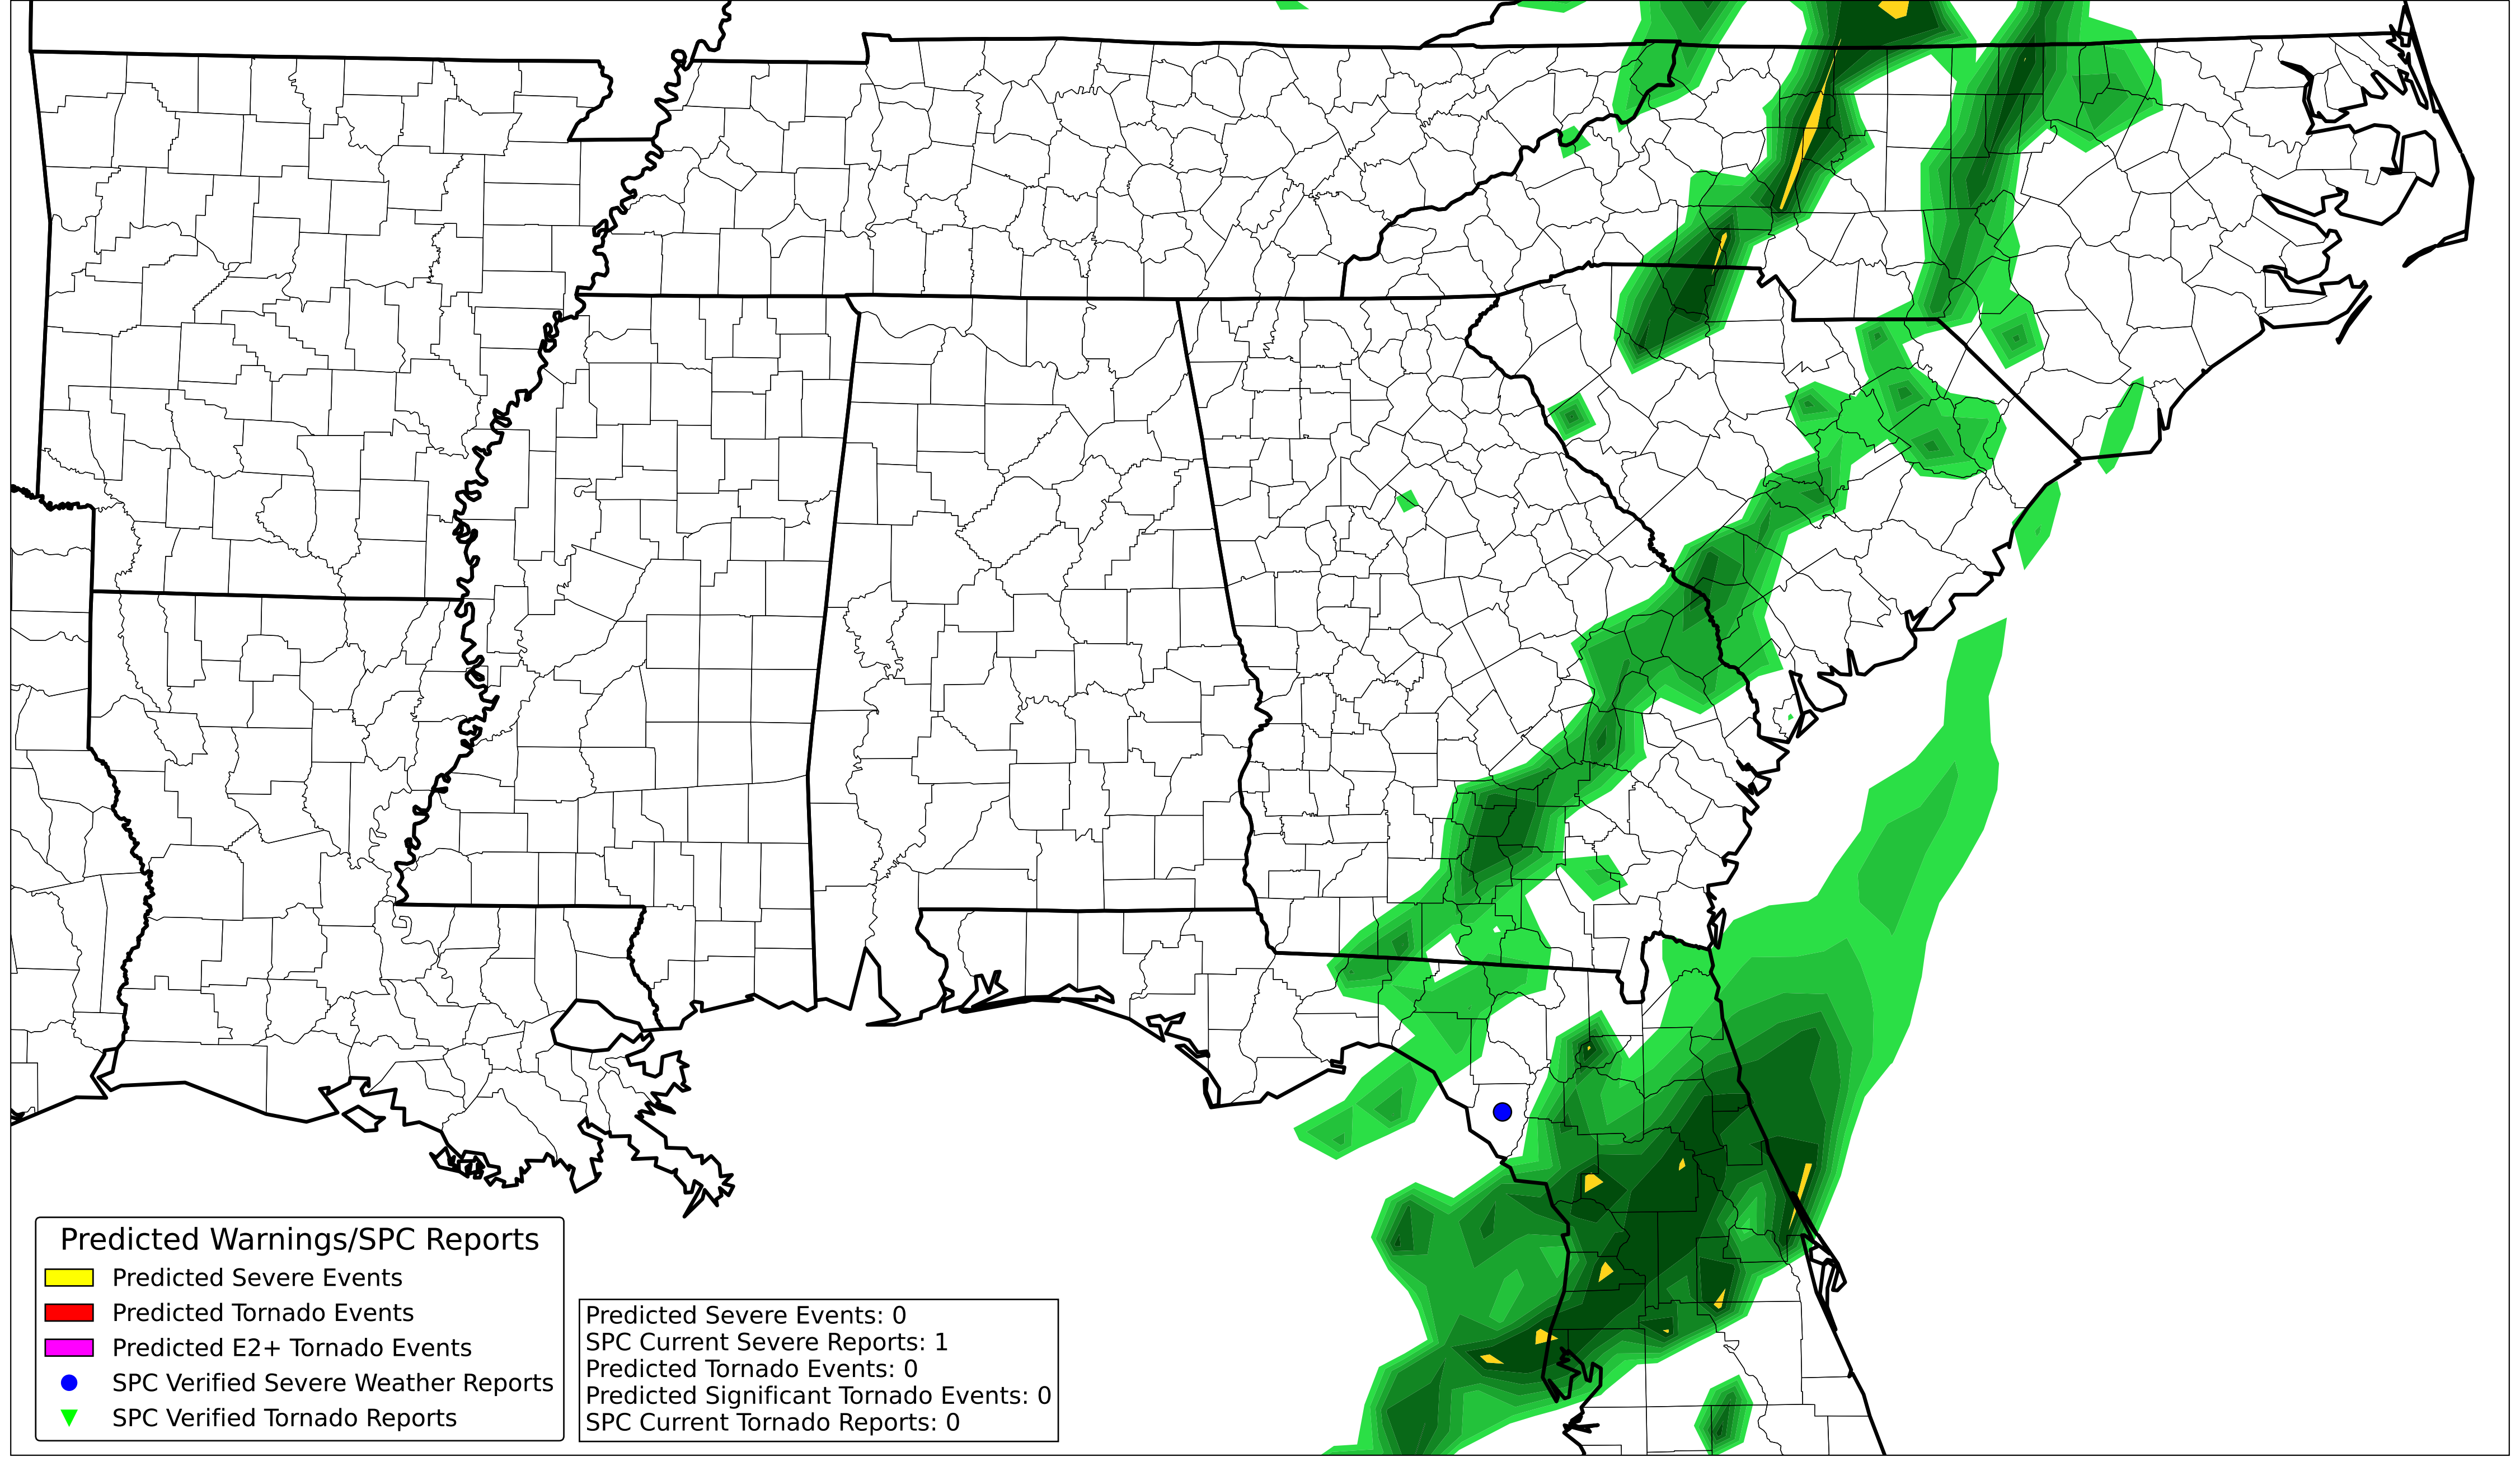 Predicted Warnings/SPC Reports
Predicted Severe Events
Predicted Tornado Events
Predicted E2+ Tornado Events
SPC Verified Severe Weather Reports
SPC Verified Tornado Reports
Predicted Severe Events: 0
SPC Current Severe Reports: 1
Predicted Tornado Events: 0
Predicted Significant Tornado Events: 0
SPC Current Tornado Reports: 0